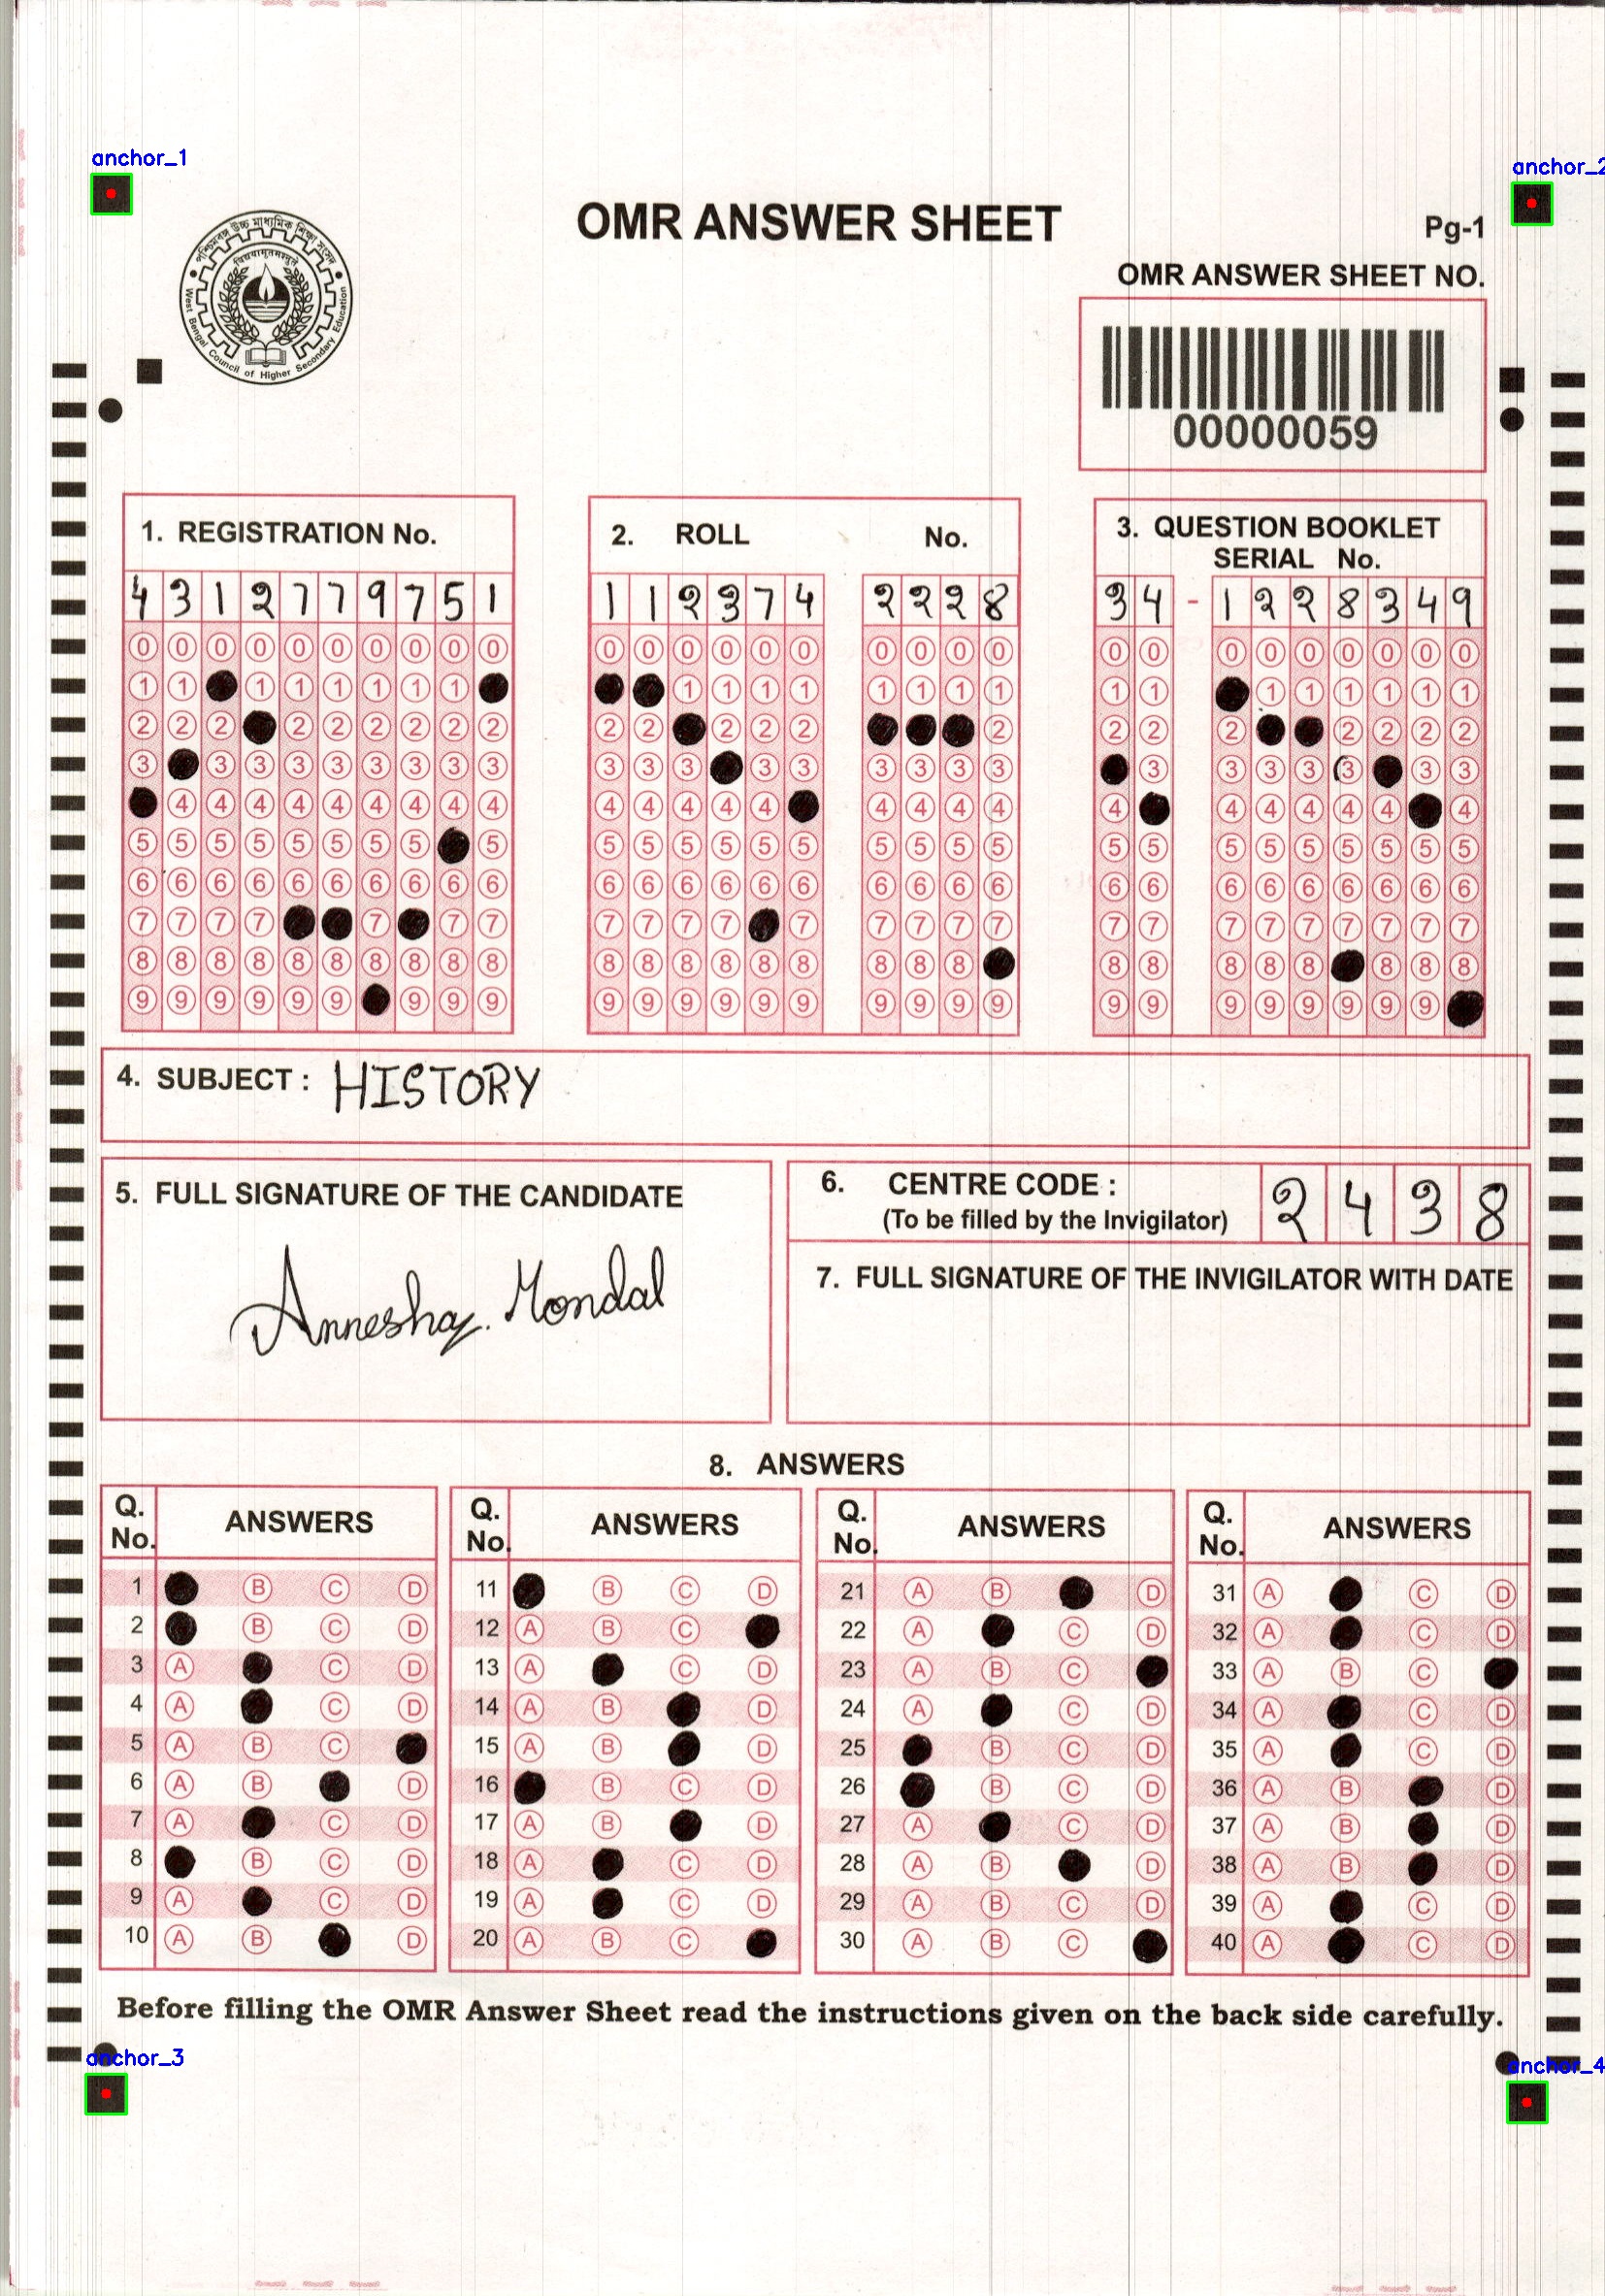 anchor_1
anchor_2
পশ্চিমবঙ্গ উচ্চ মাধ্যমিক শিক্ষা সংসদ
West Bengal Council of Higher Secondary Education
OMR ANSWER SHEET
Pg-1
OMR ANSWER SHEET NO.
00000059
1. REGISTRATION No.
4 3 1 2 7 7 9 7 5 1
2. ROLL No.
1 1 2 3 7 4 2 2 2 8
3. QUESTION BOOKLET
SERIAL No.
3 4 - 1 2 2 8 3 4 9
4. SUBJECT : HISTORY
5. FULL SIGNATURE OF THE CANDIDATE
Mondal
6. CENTRE CODE : 2 4 3 8
(To be filled by the Invigilator)
7. FULL SIGNATURE OF THE INVIGILATOR WITH DATE
8. ANSWERS
Q. No. ANSWERS Q. No. ANSWERS Q. No. ANSWERS Q. No. ANSWERS
1 B C D 11 B C D 21 A B D 31 A C D
2 B C D 12 A B C 22 A C D 32 A C D
3 A C D 13 A C D 23 A B C 33 A B C
4 A C D 14 A B D 24 A C D 34 A C D
5 A B C 15 A B D 25 B C D 35 A C D
6 A B D 16 B C D 26 B C D 36 A B D
7 A C D 17 A B D 27 A C D 37 A B D
8 B C D 18 A C D 28 A B D 38 A B D
9 A C D 19 A C D 29 A B C D 39 A C D
10 A B D 20 A B C 30 A B C 40 A C D
Before filling the OMR Answer Sheet read the instructions given on the back side carefully.
anchor_3
anchor_4